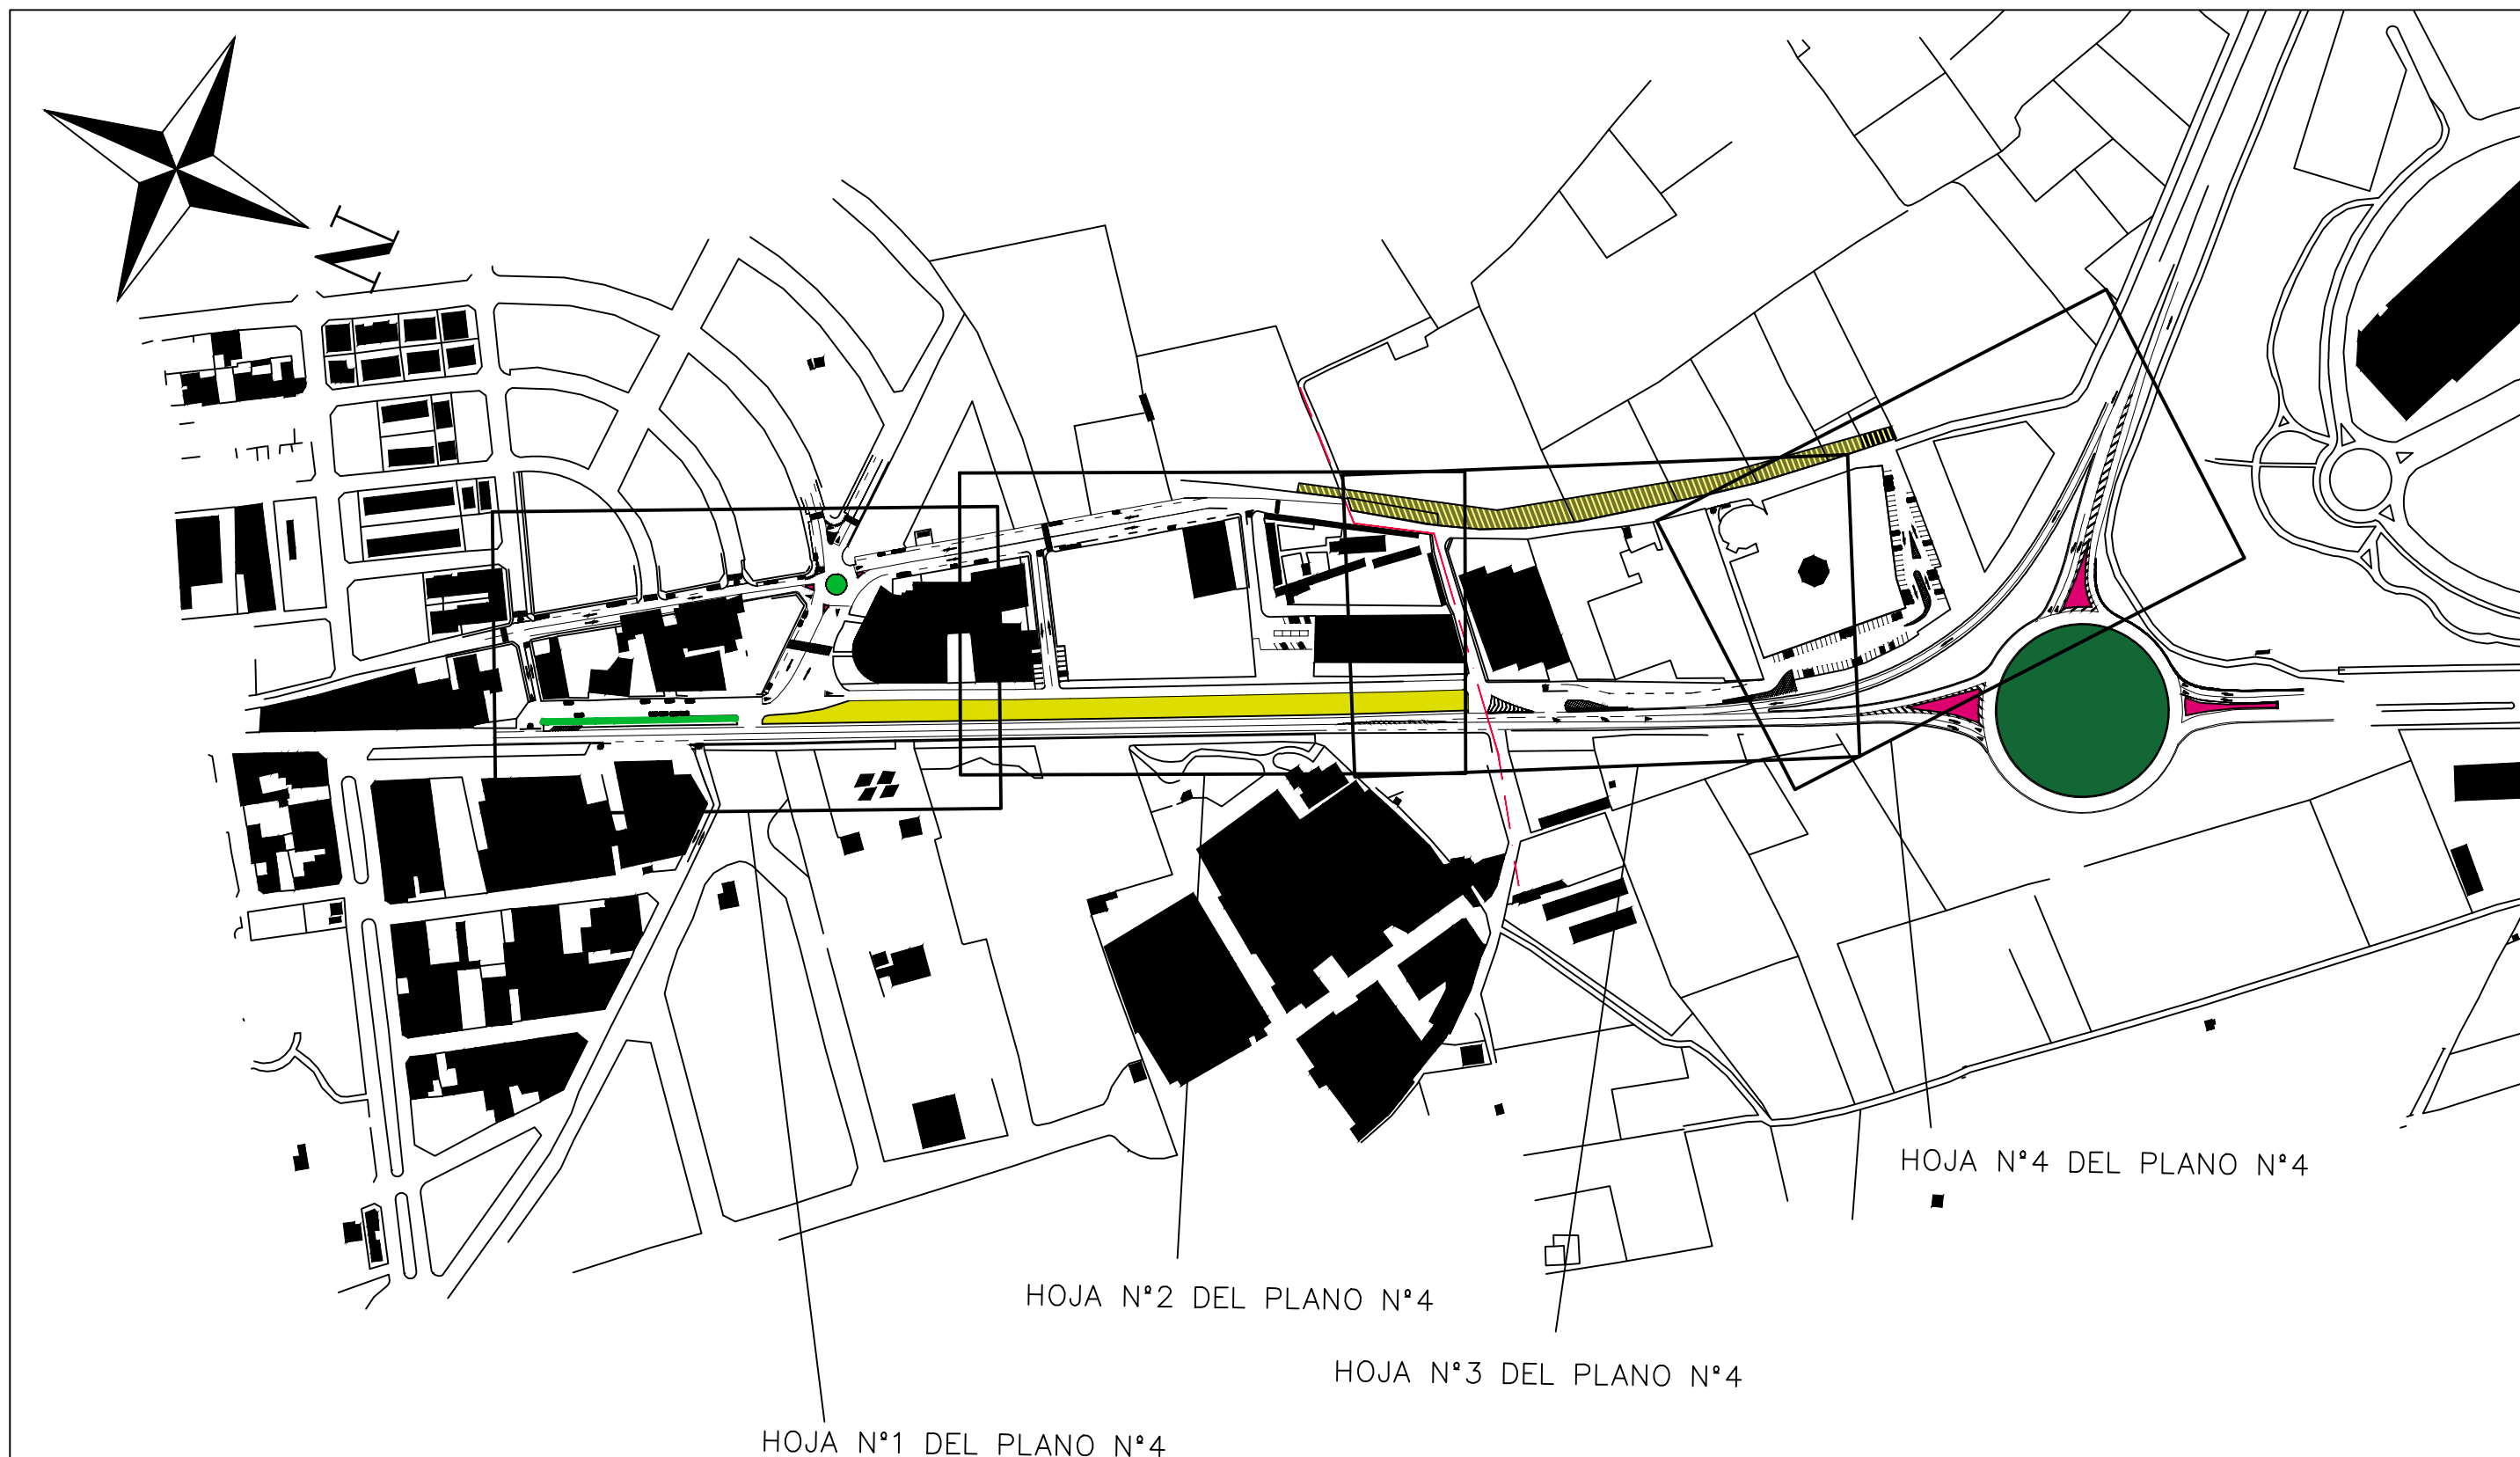 N
HOJA Nº4 DEL PLANO Nº4
HOJA Nº2 DEL PLANO Nº4
HOJA Nº3 DEL PLANO Nº4
HOJA Nº1 DEL PLANO Nº4